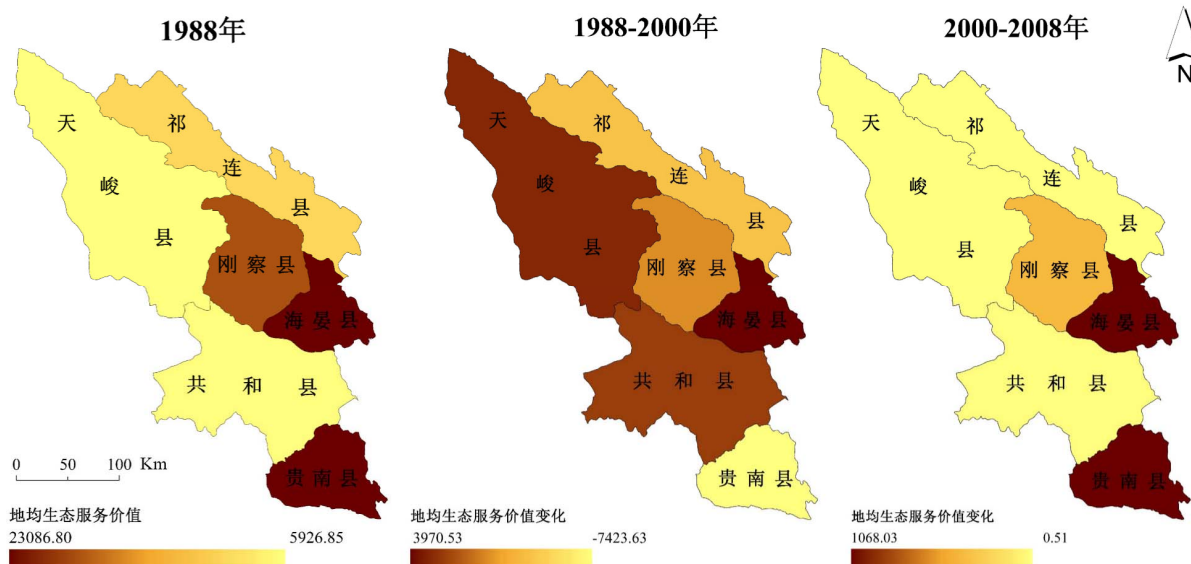 1988年
天
峻
县
祁
连
县
刚察县
海晏县
共和县
贵南县
0 50 100 Km
地均生态服务价值
23086.80 5926.85
1988-2000年
天
峻
县
祁
连
县
刚察县
海晏县
共和县
贵南县
地均生态服务价值变化
3970.53 -7423.63
2000-2008年
N
天
峻
县
祁
连
县
刚察县
海晏县
共和县
贵南县
地均生态服务价值变化
1068.03 0.51